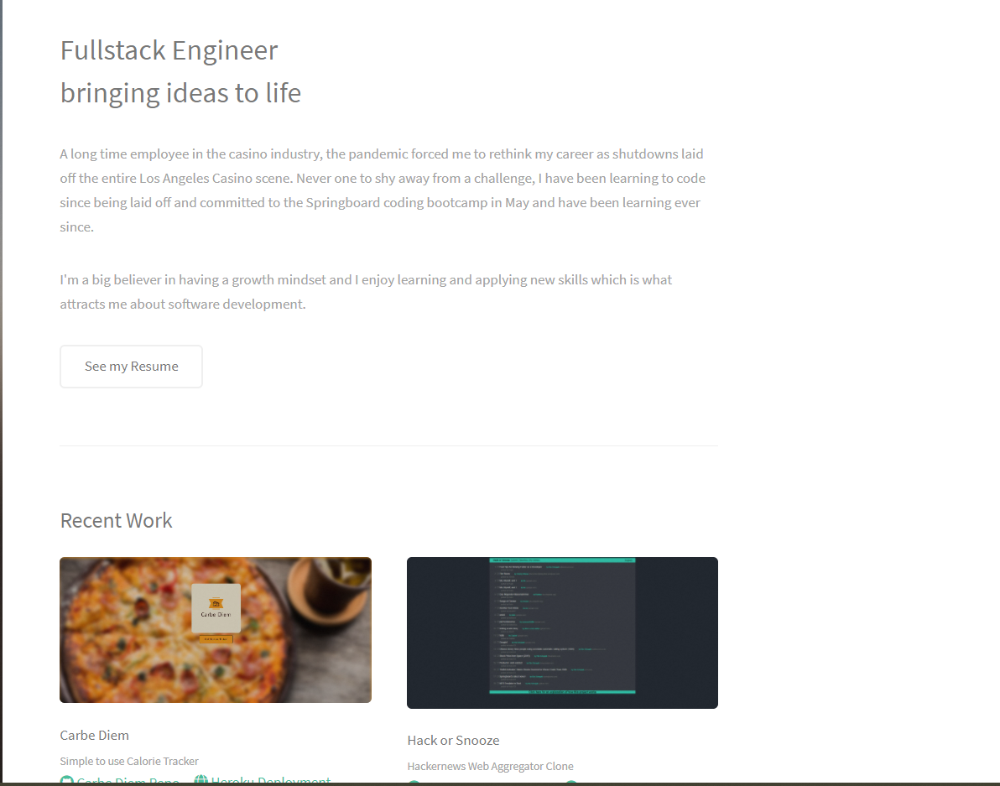 Fullstack Engineer
bringing ideas to life
A long time employee in the casino industry, the pandemic forced me to rethink my career as shutdowns laid
off the entire Los Angeles Casino scene. Never one to shy away from a challenge, I have been learning to code
since being laid off and committed to the Springboard coding bootcamp in May and have been learning ever
since.
I'm a big believer in having a growth mindset and I enjoy learning and applying new skills which is what
attracts me about software development.
See my Resume
Recent Work
Carbe Diem
Carbe Diem
Simple to use Calorie Tracker
Carbe Diem Repo Heroku Deployment
Hack or Snooze
Hackernews Web Aggregator Clone